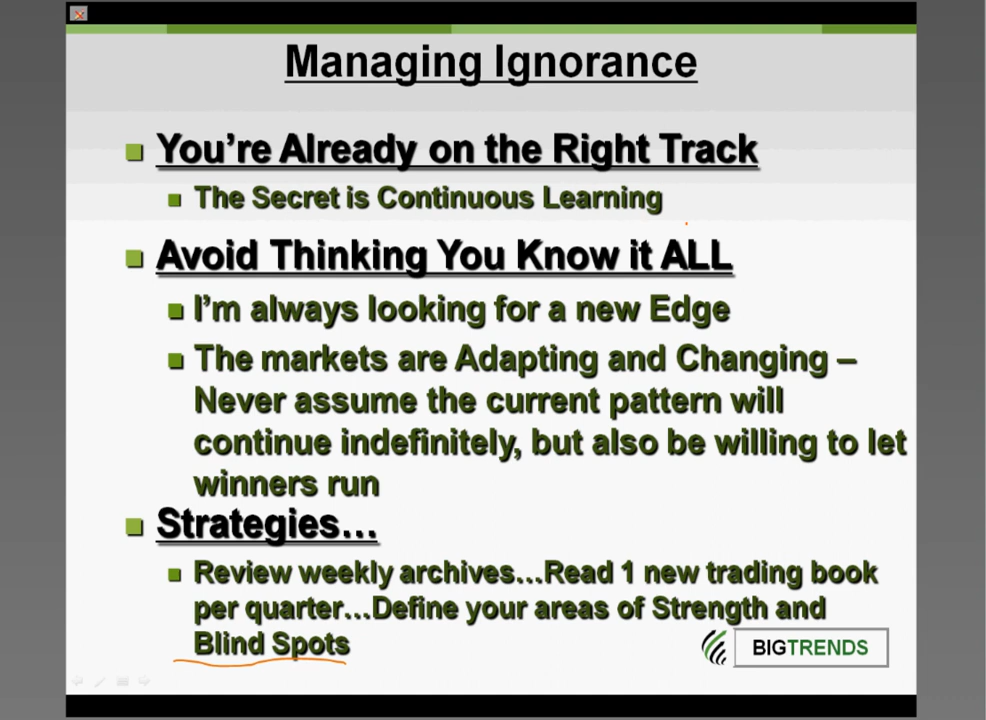 Managing Ignorance
You're Already on the Right Track
The Secret is Continuous Learning
Avoid Thinking You Know it ALL
I'm always looking for a new Edge
The markets are Adapting and Changing –
Never assume the current pattern will
continue indefinitely, but also be willing to let
winners run
Strategies...
Review weekly archives...Read 1 new trading book
per quarter...Define your areas of Strength and
Blind Spots
BIGTRENDS